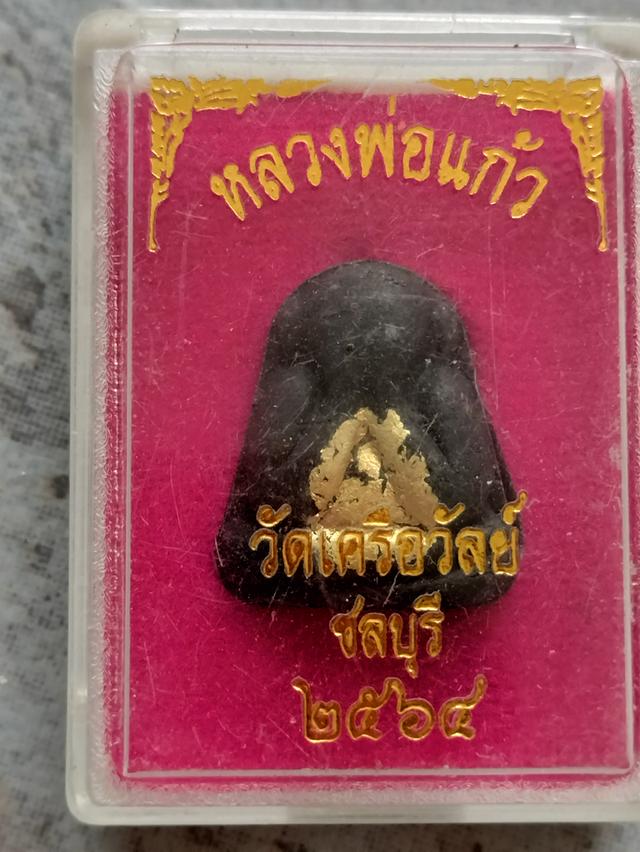 หลวงพ่อแก้ว
วัดเครือวัลย์
ชลบุรี
๒๕๖๔